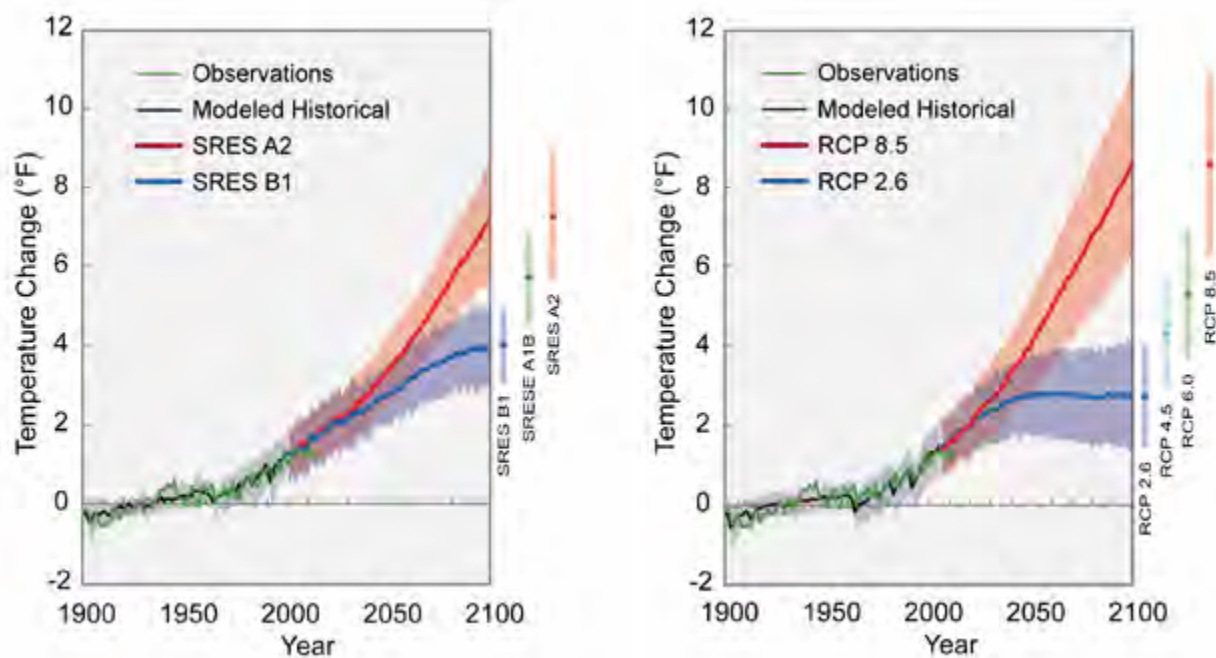 12
10
8
6
4
2
0
-2
Temperature Change (°F)
Observations
Modeled Historical
SRES A2
SRES B1
1900
1950
2000
2050
2100
Year
SRES B1
SRESE A1B
SRES A2
12
10
8
6
4
2
0
-2
Temperature Change (°F)
Observations
Modeled Historical
RCP 8.5
RCP 2.6
1900
1950
2000
2050
2100
Year
RCP 2.6
RCP 4.5
RCP 6.0
RCP 8.5